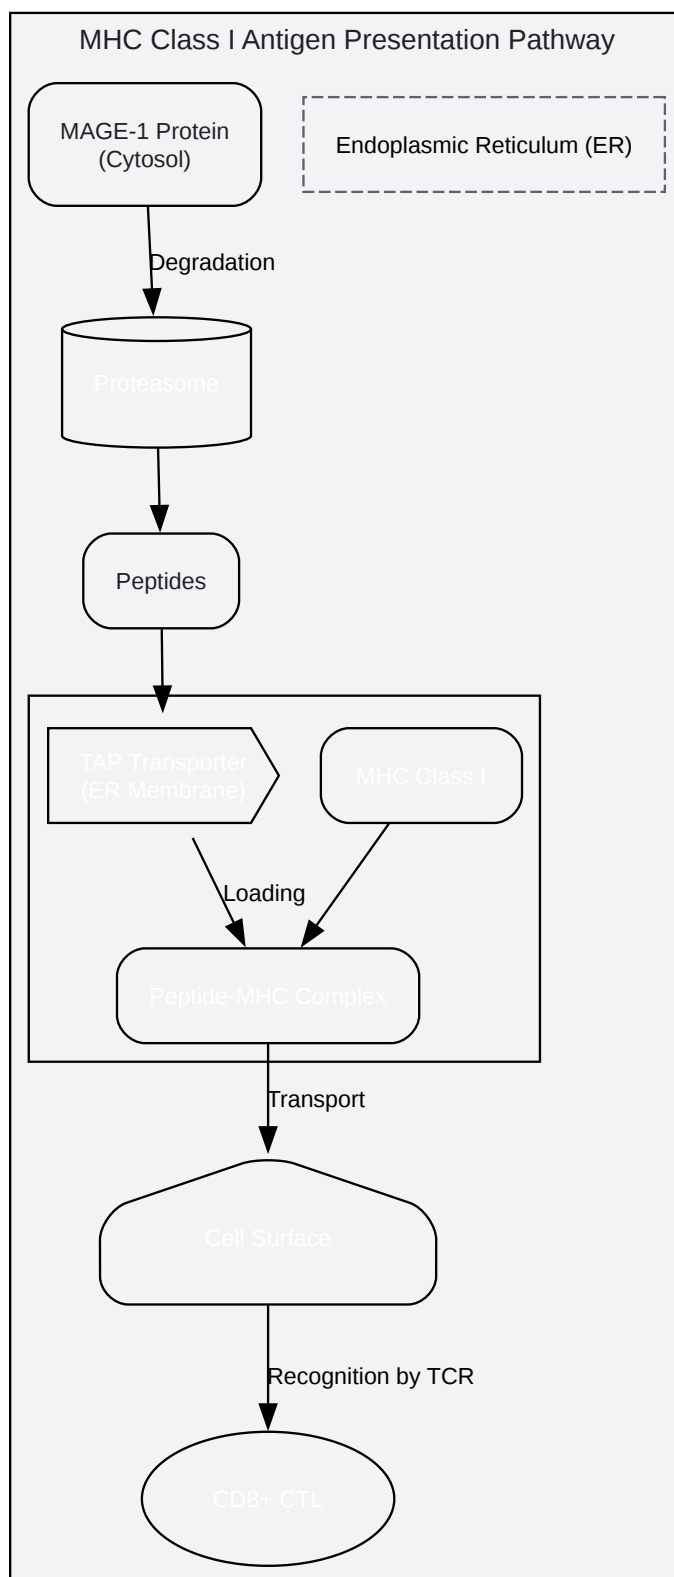 MHC Class I Antigen Presentation Pathway
MAGE-1 Protein
(Cytosol)
Endoplasmic Reticulum (ER)
Degradation
Proteasome
Peptides
TAP Transporter
(ER Membrane)
MHC Class I
Loading
Peptide-MHC Complex
Transport
Cell Surface
Recognition by TCR
CD8+ CTL